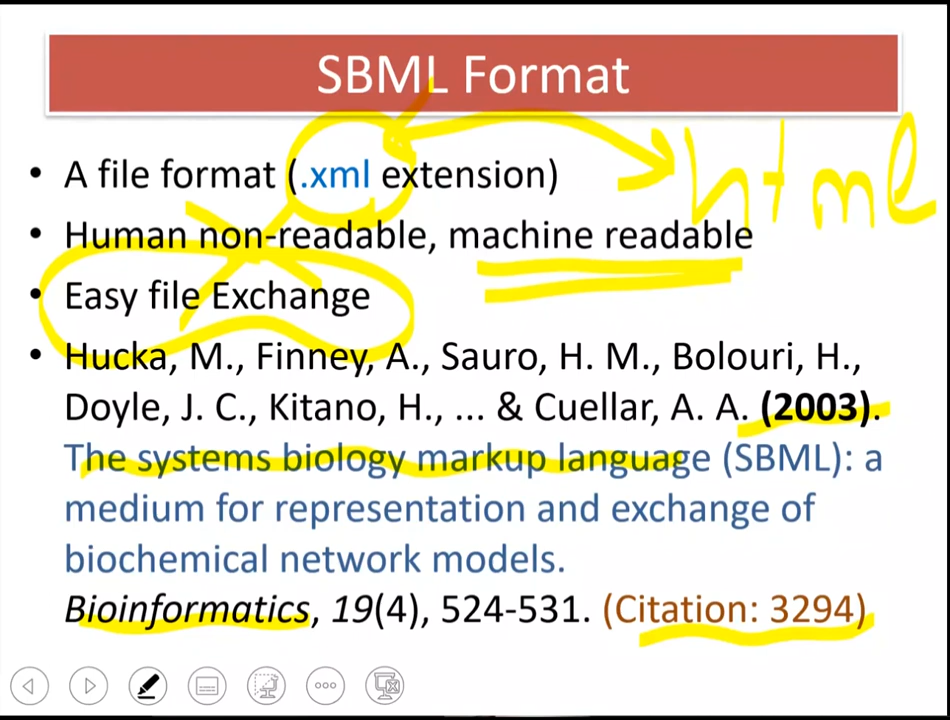 SBML Format
• A file format (.xml extension)
html
• Human non-readable, machine readable
• Easy file Exchange
• Hucka, M., Finney, A., Sauro, H. M., Bolouri, H.,
Doyle, J. C., Kitano, H., ... & Cuellar, A. A. (2003).
The systems biology markup language (SBML): a
medium for representation and exchange of
biochemical network models.
Bioinformatics, 19(4), 524-531. (Citation: 3294)